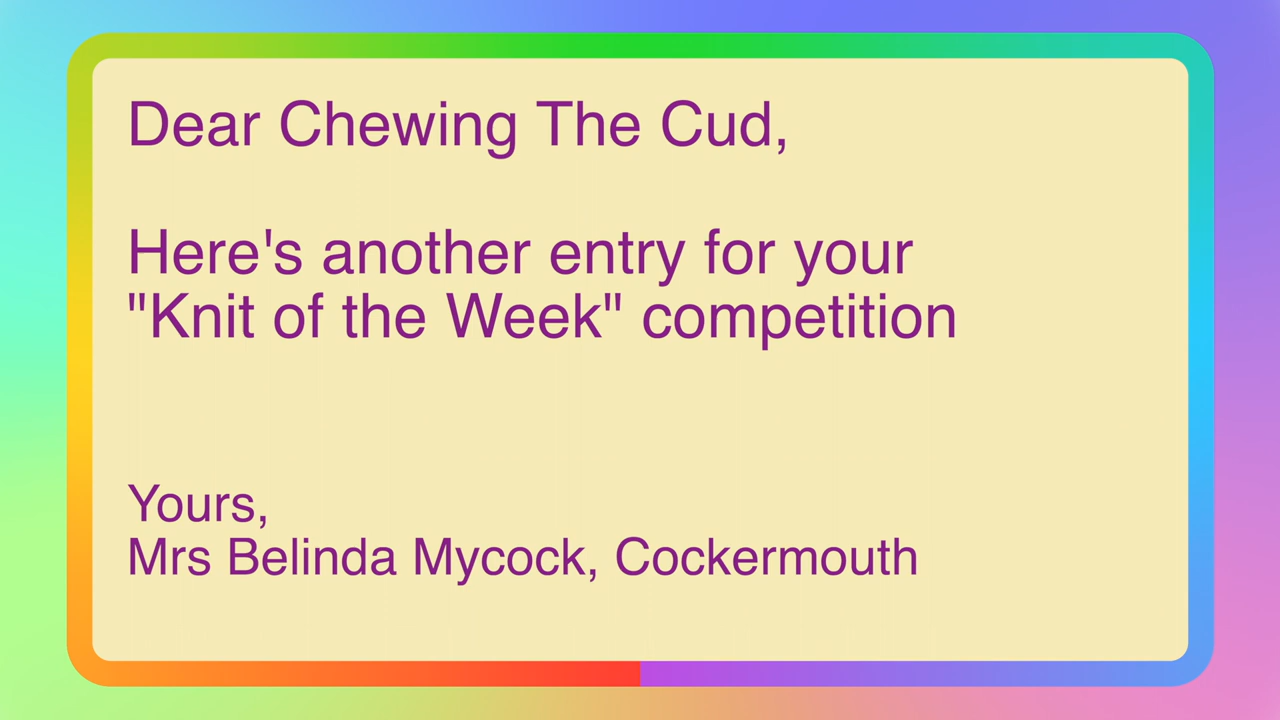 Dear Chewing The Cud,
Here's another entry for your
"Knit of the Week" competition
Yours,
Mrs Belinda Mycock, Cockermouth